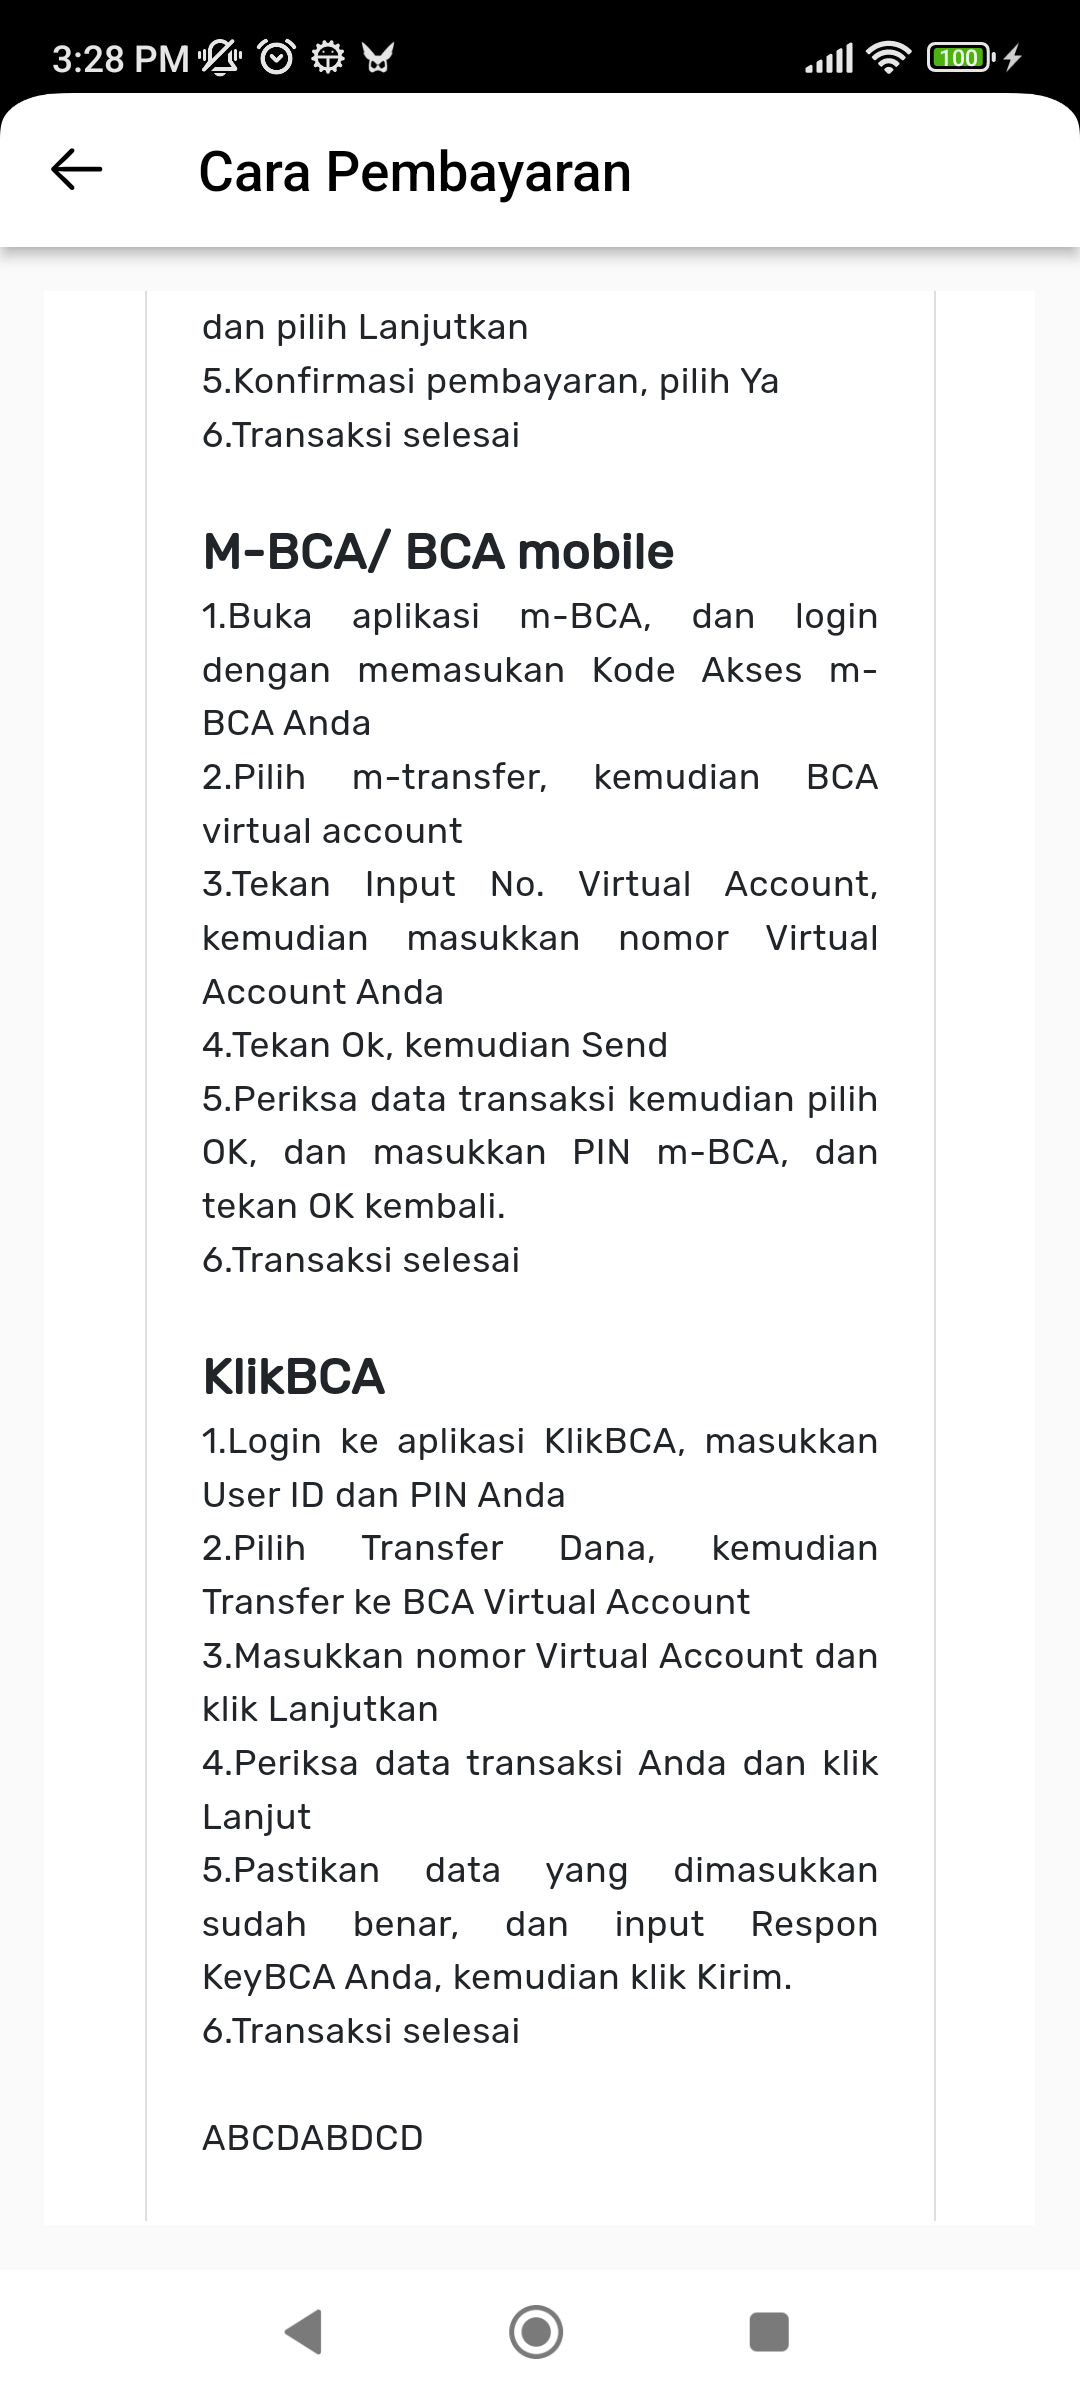 3:28 PM
100
Cara Pembayaran
dan pilih Lanjutkan
5.Konfirmasi pembayaran, pilih Ya
6.Transaksi selesai
M-BCA/ BCA mobile
1.Buka aplikasi m-BCA, dan login
dengan memasukan Kode Akses m-
BCA Anda
2.Pilih m-transfer, kemudian BCA
virtual account
3.Tekan Input No. Virtual Account,
kemudian masukkan nomor Virtual
Account Anda
4.Tekan Ok, kemudian Send
5.Periksa data transaksi kemudian pilih
OK, dan masukkan PIN m-BCA, dan
tekan OK kembali.
6.Transaksi selesai
KlikBCA
1.Login ke aplikasi KlikBCA, masukkan
User ID dan PIN Anda
2.Pilih Transfer Dana, kemudian
Transfer ke BCA Virtual Account
3.Masukkan nomor Virtual Account dan
klik Lanjutkan
4.Periksa data transaksi Anda dan klik
Lanjut
5.Pastikan data yang dimasukkan
sudah benar, dan input Respon
KeyBCA Anda, kemudian klik Kirim.
6.Transaksi selesai
ABCDABDCD